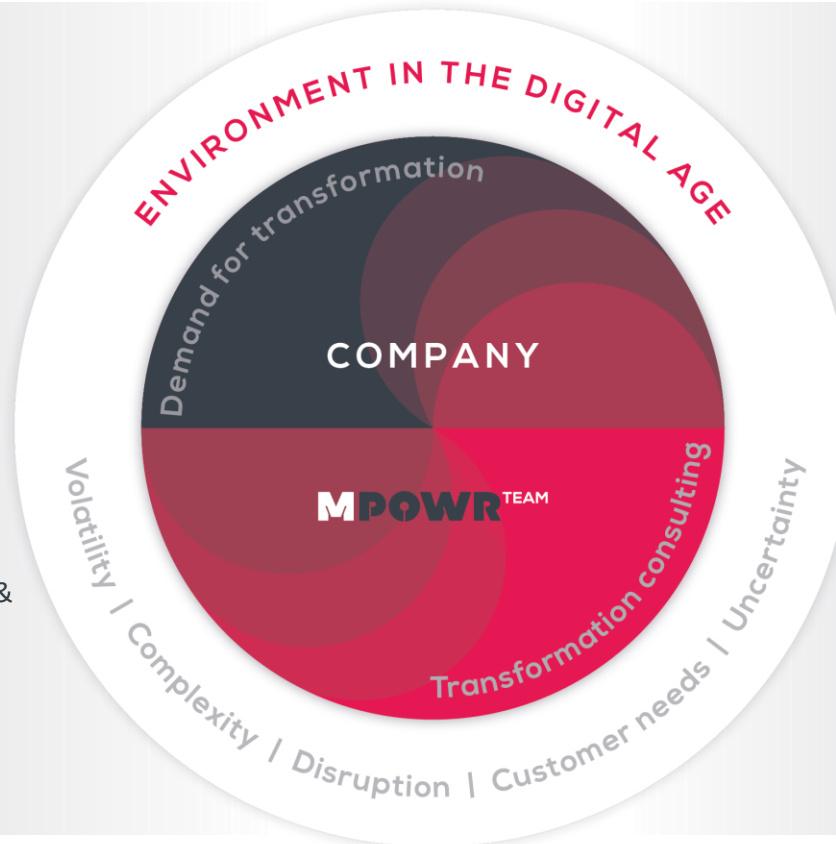 ENVIRONMENT IN THE DIGITAL AGE
Demand for transformation
COMPANY
MPOWR TEAM
Transformation consulting
&
Volatility | Complexity | Disruption | Customer needs | Uncertainty